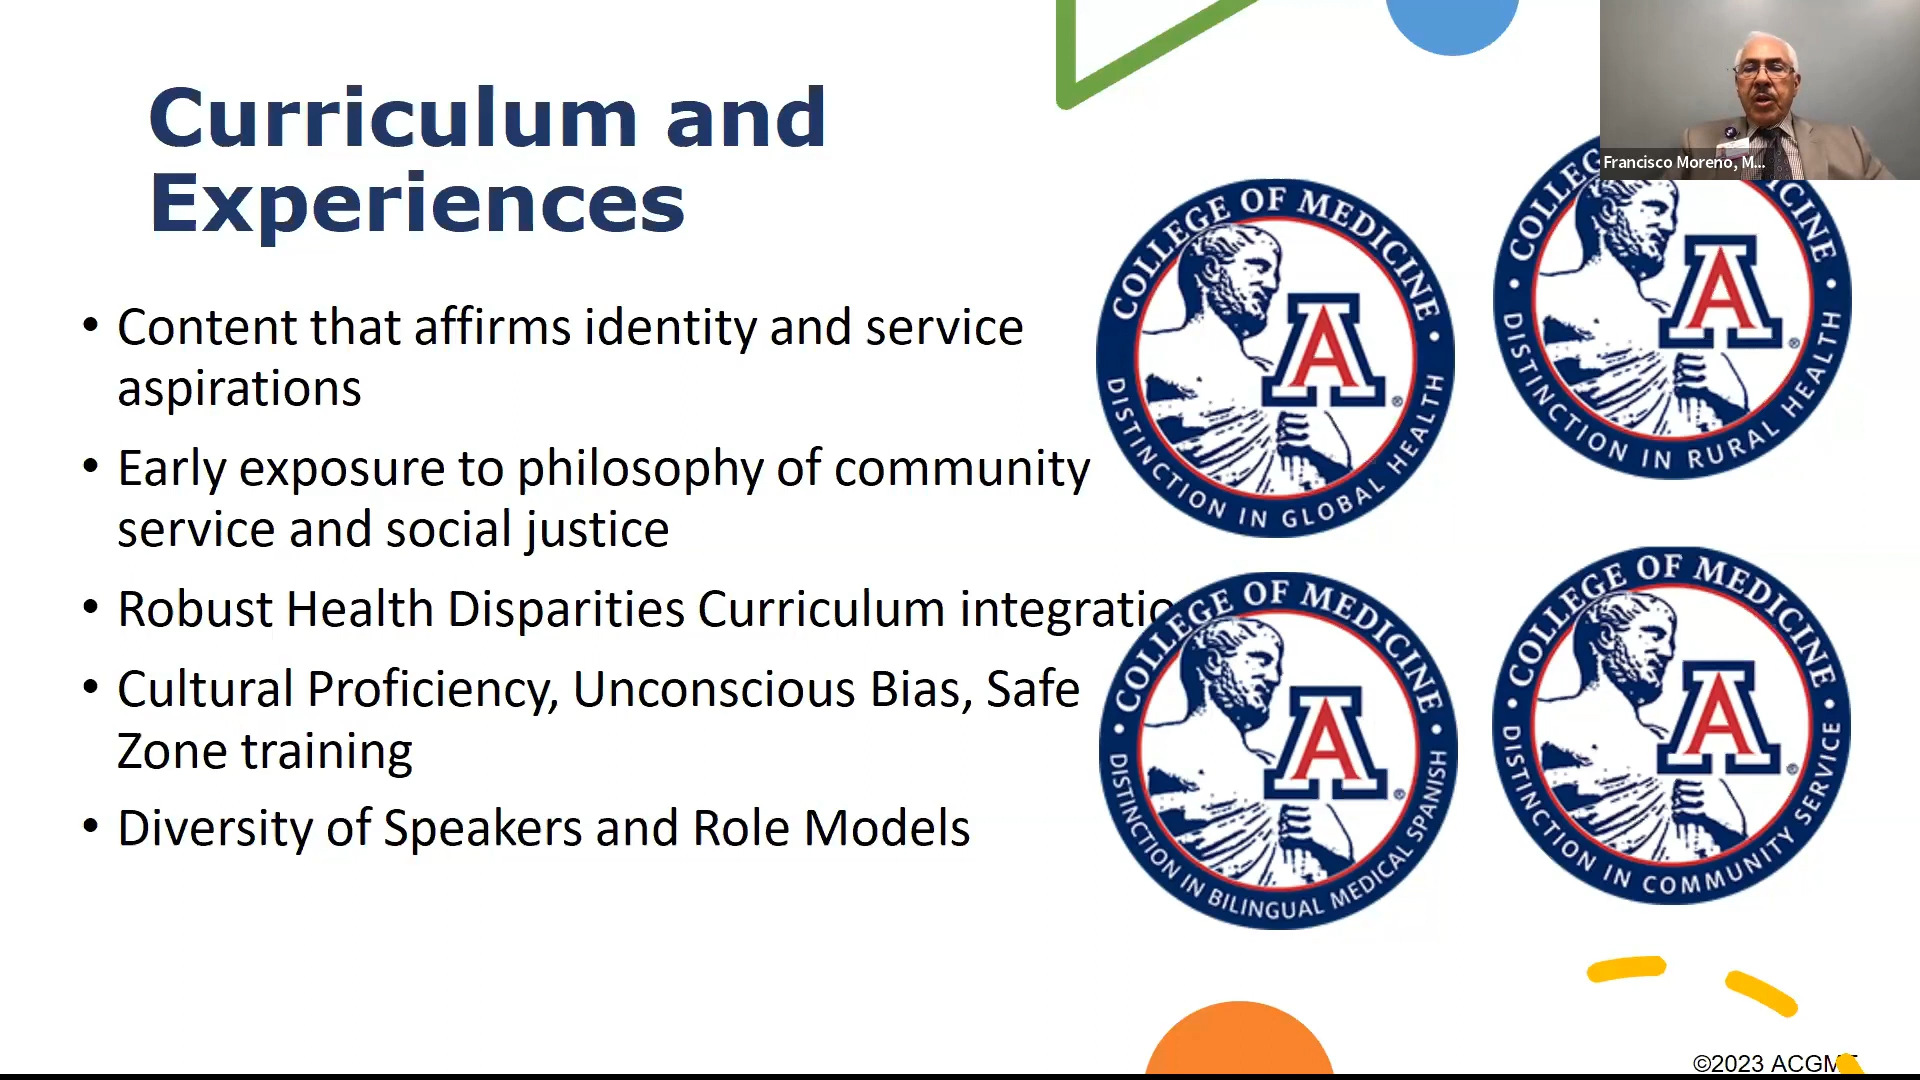 Curriculum and
Experiences
• Content that affirms identity and service
aspirations
• Early exposure to philosophy of community
service and social justice
• Robust Health Disparities Curriculum integratio
• Cultural Proficiency, Unconscious Bias, Safe
Zone training
• Diversity of Speakers and Role Models
COLLEGE OF MEDICINE
A ®
• DISTINCTION IN GLOBAL HEALTH •
Francisco Moreno, M...
A ®
• DISTINCTION IN RURAL HEALTH •
COLLEGE OF MEDICINE
A ®
• DISTINCTION IN BILINGUAL MEDICAL SPANISH •
COLLEGE OF MEDICINE
A ®
• DISTINCTION IN COMMUNITY SERVICE •
©2023 ACGME